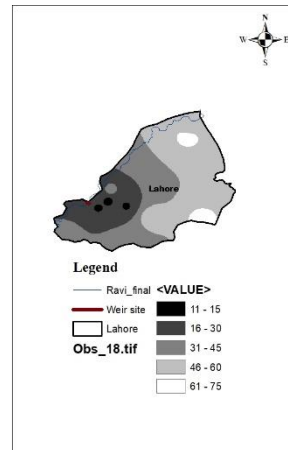 N
W E
S
Lahore
Legend
Ravi_final
Weir site
Lahore
Obs_18.tif
<VALUE>
11 - 15
16 - 30
31 - 45
46 - 60
61 - 75